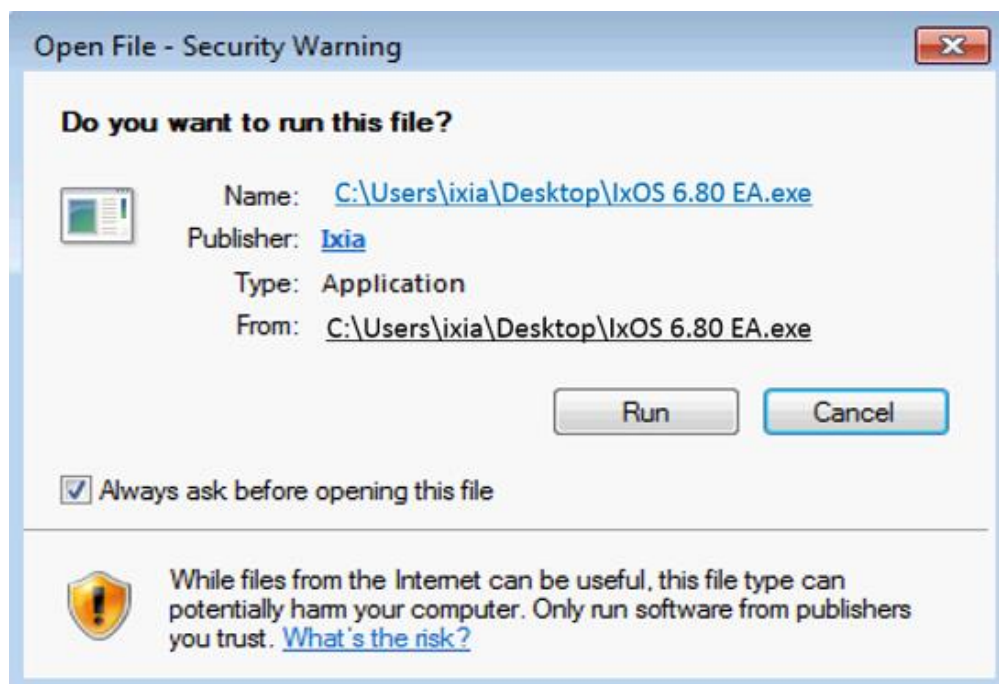 Open File - Security Warning
Do you want to run this file?
Name: C:\Users\ixia\Desktop\IxOS 6.80 EA.exe
Publisher: Ixia
Type: Application
From: C:\Users\ixia\Desktop\IxOS 6.80 EA.exe
Run Cancel
Always ask before opening this file
While files from the Internet can be useful, this file type can
potentially harm your computer. Only run software from publishers
you trust. What's the risk?